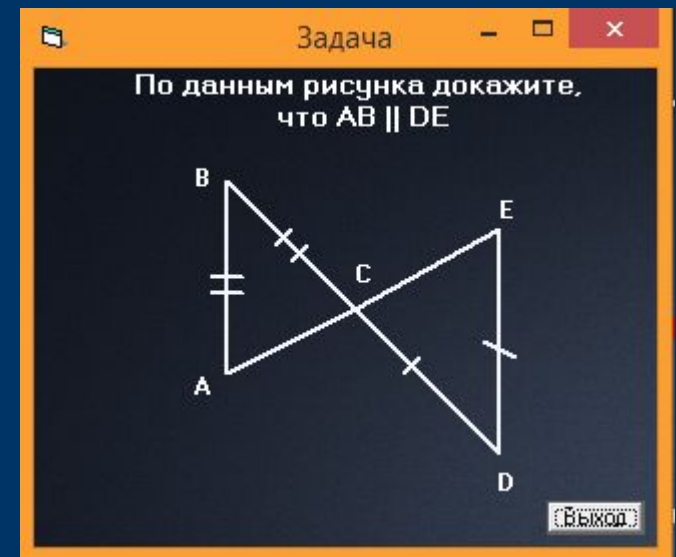 Задача
По данным рисунка докажите,
что AB || DE
B
E
C
A
D
Выход